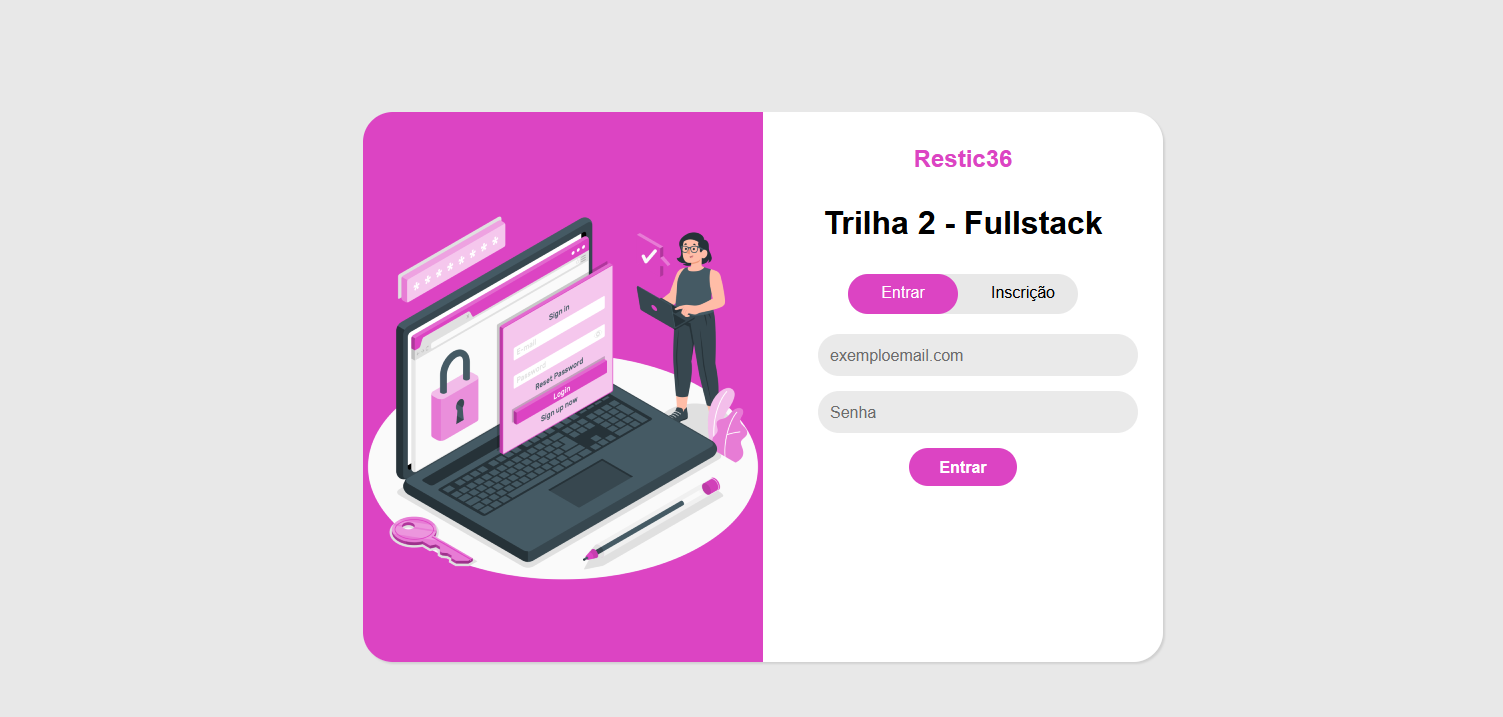 Restic36
Trilha 2 - Fullstack
Entrar Inscrição
exemploemail.com
Senha
Entrar
* * * * * * * *
Sign in
E-mail
Password
Reset Password
Login
Sign up now